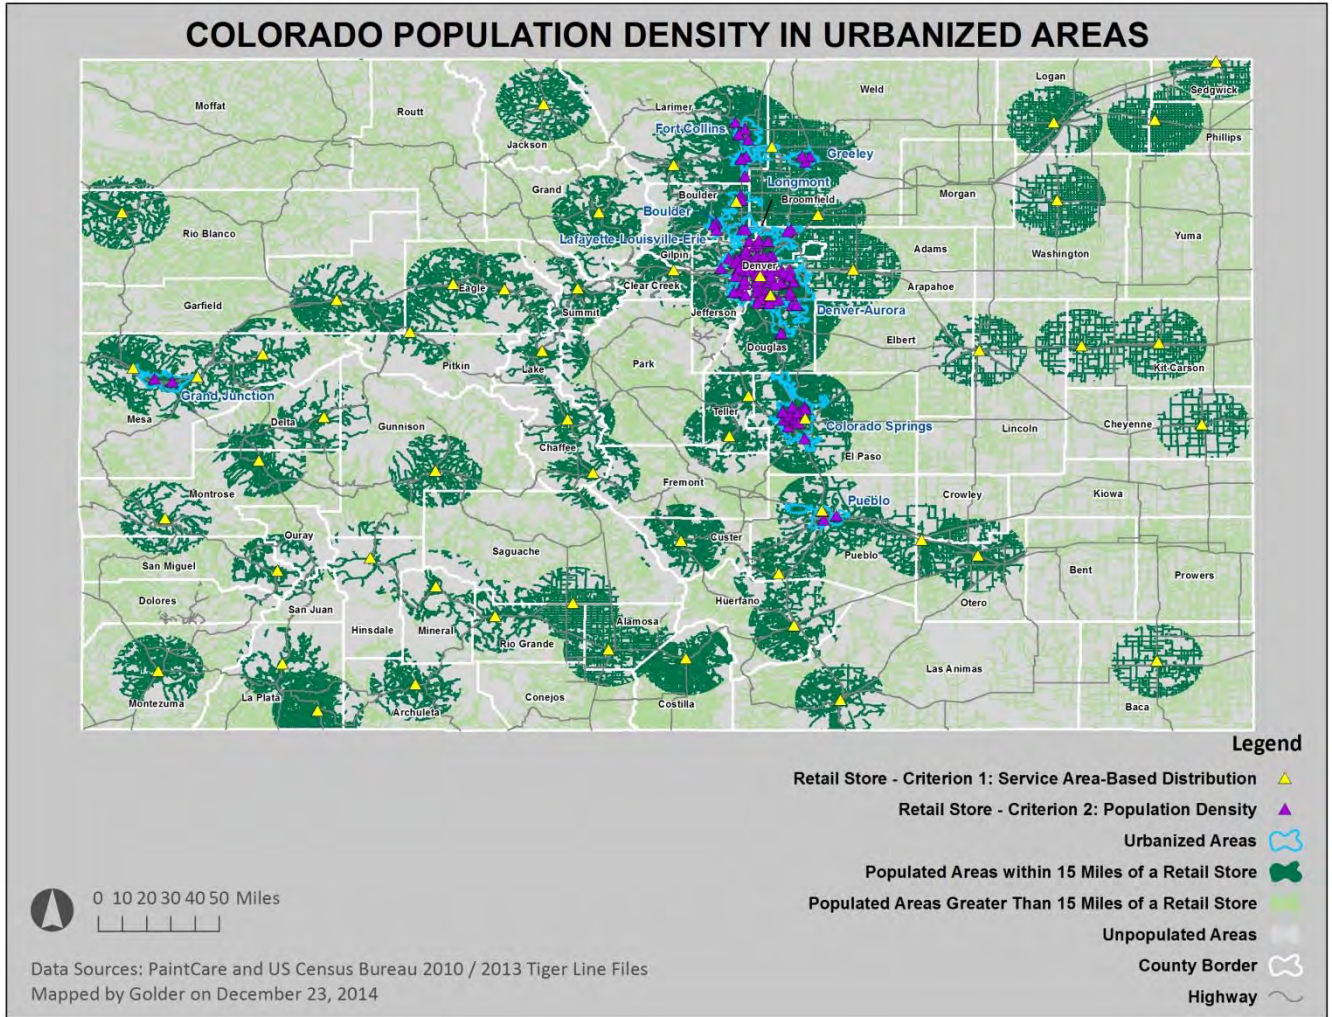 COLORADO POPULATION DENSITY IN URBANIZED AREAS
Moffat
Routt
Jackson
Larimer
Weld
Logan
Sedgwick
Phillips
Fort Collins
Greeley
Longmont
Grand
Boulder
Broomfield
Morgan
Boulder
Rio Blanco
Lafayette-Louisville-Erie
Gilpin
Denver
Adams
Washington
Yuma
Arapahoe
Garfield
Eagle
Summit
Clear Creek
Jefferson
Denver-Aurora
Douglas
Elbert
Pitkin
Lake
Park
Kit Carson
Grand Junction
Mesa
Delta
Gunnison
Chaffee
Teller
Colorado Springs
El Paso
Lincoln
Cheyenne
Montrose
Fremont
Pueblo
Crowley
Kiowa
Ouray
Saguache
Custer
Pueblo
San Miguel
Bent
Prowers
Dolores
San Juan
Hinsdale
Mineral
Rio Grande
Alamosa
Huerfano
Otero
Las Animas
Montezuma
La Plata
Archuleta
Conejos
Costilla
Baca
Legend
Retail Store - Criterion 1: Service Area-Based Distribution
Retail Store - Criterion 2: Population Density
Urbanized Areas
Populated Areas within 15 Miles of a Retail Store
Populated Areas Greater Than 15 Miles of a Retail Store
Unpopulated Areas
County Border
Highway
0 10 20 30 40 50 Miles
Data Sources: PaintCare and US Census Bureau 2010 / 2013 Tiger Line Files
Mapped by Golder on December 23, 2014